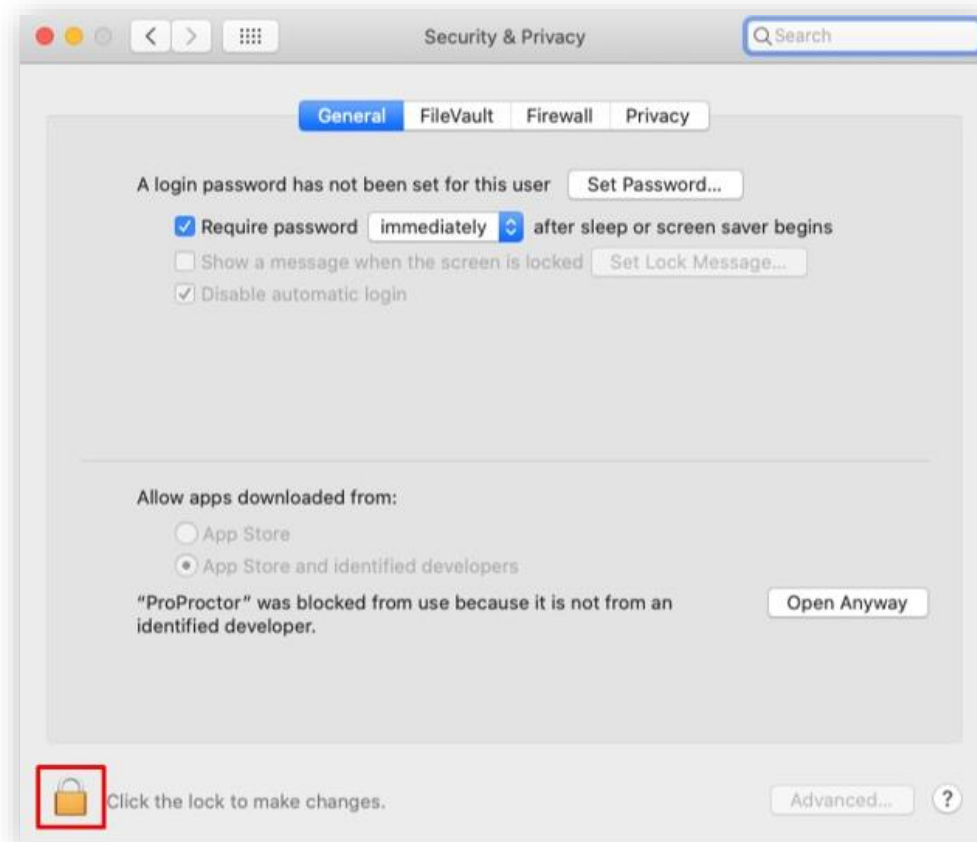 Security & Privacy
Search
General FileVault Firewall Privacy
A login password has not been set for this user Set Password...
Require password immediately after sleep or screen saver begins
Show a message when the screen is locked Set Lock Message...
Disable automatic login
Allow apps downloaded from:
App Store
App Store and identified developers
“ProProctor” was blocked from use because it is not from an Open Anyway
identified developer.
Click the lock to make changes. Advanced... ?